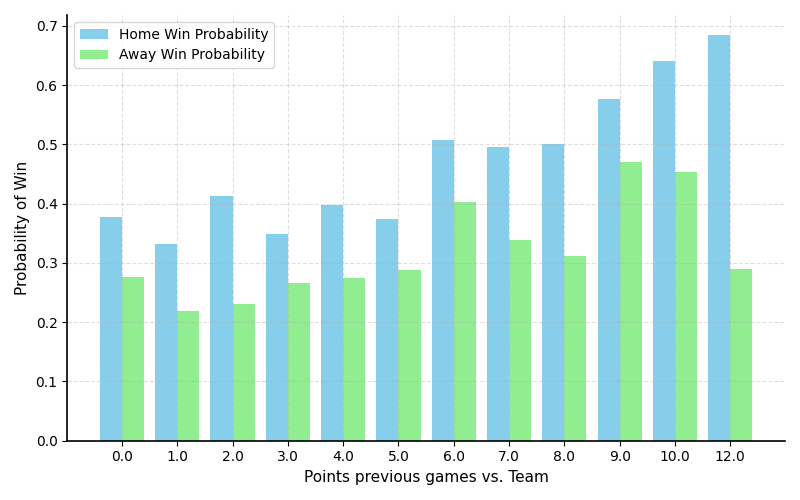 Home Win Probability
Away Win Probability
0.7
0.6
0.5
0.4
0.3
0.2
0.1
0.0
Probability of Win
0.0 1.0 2.0 3.0 4.0 5.0 6.0 7.0 8.0 9.0 10.0 12.0
Points previous games vs. Team